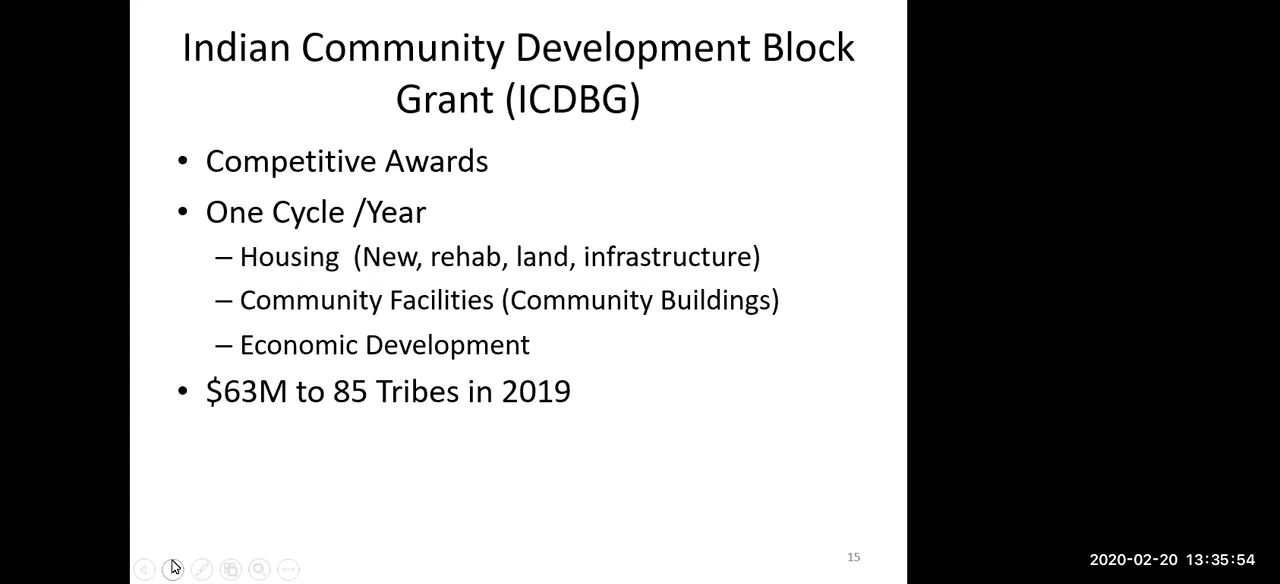 Indian Community Development Block
Grant (ICDBG)
• Competitive Awards
• One Cycle /Year
– Housing  (New, rehab, land, infrastructure)
– Community Facilities (Community Buildings)
– Economic Development
• $63M to 85 Tribes in 2019
15
2020-02-20 13:35:54